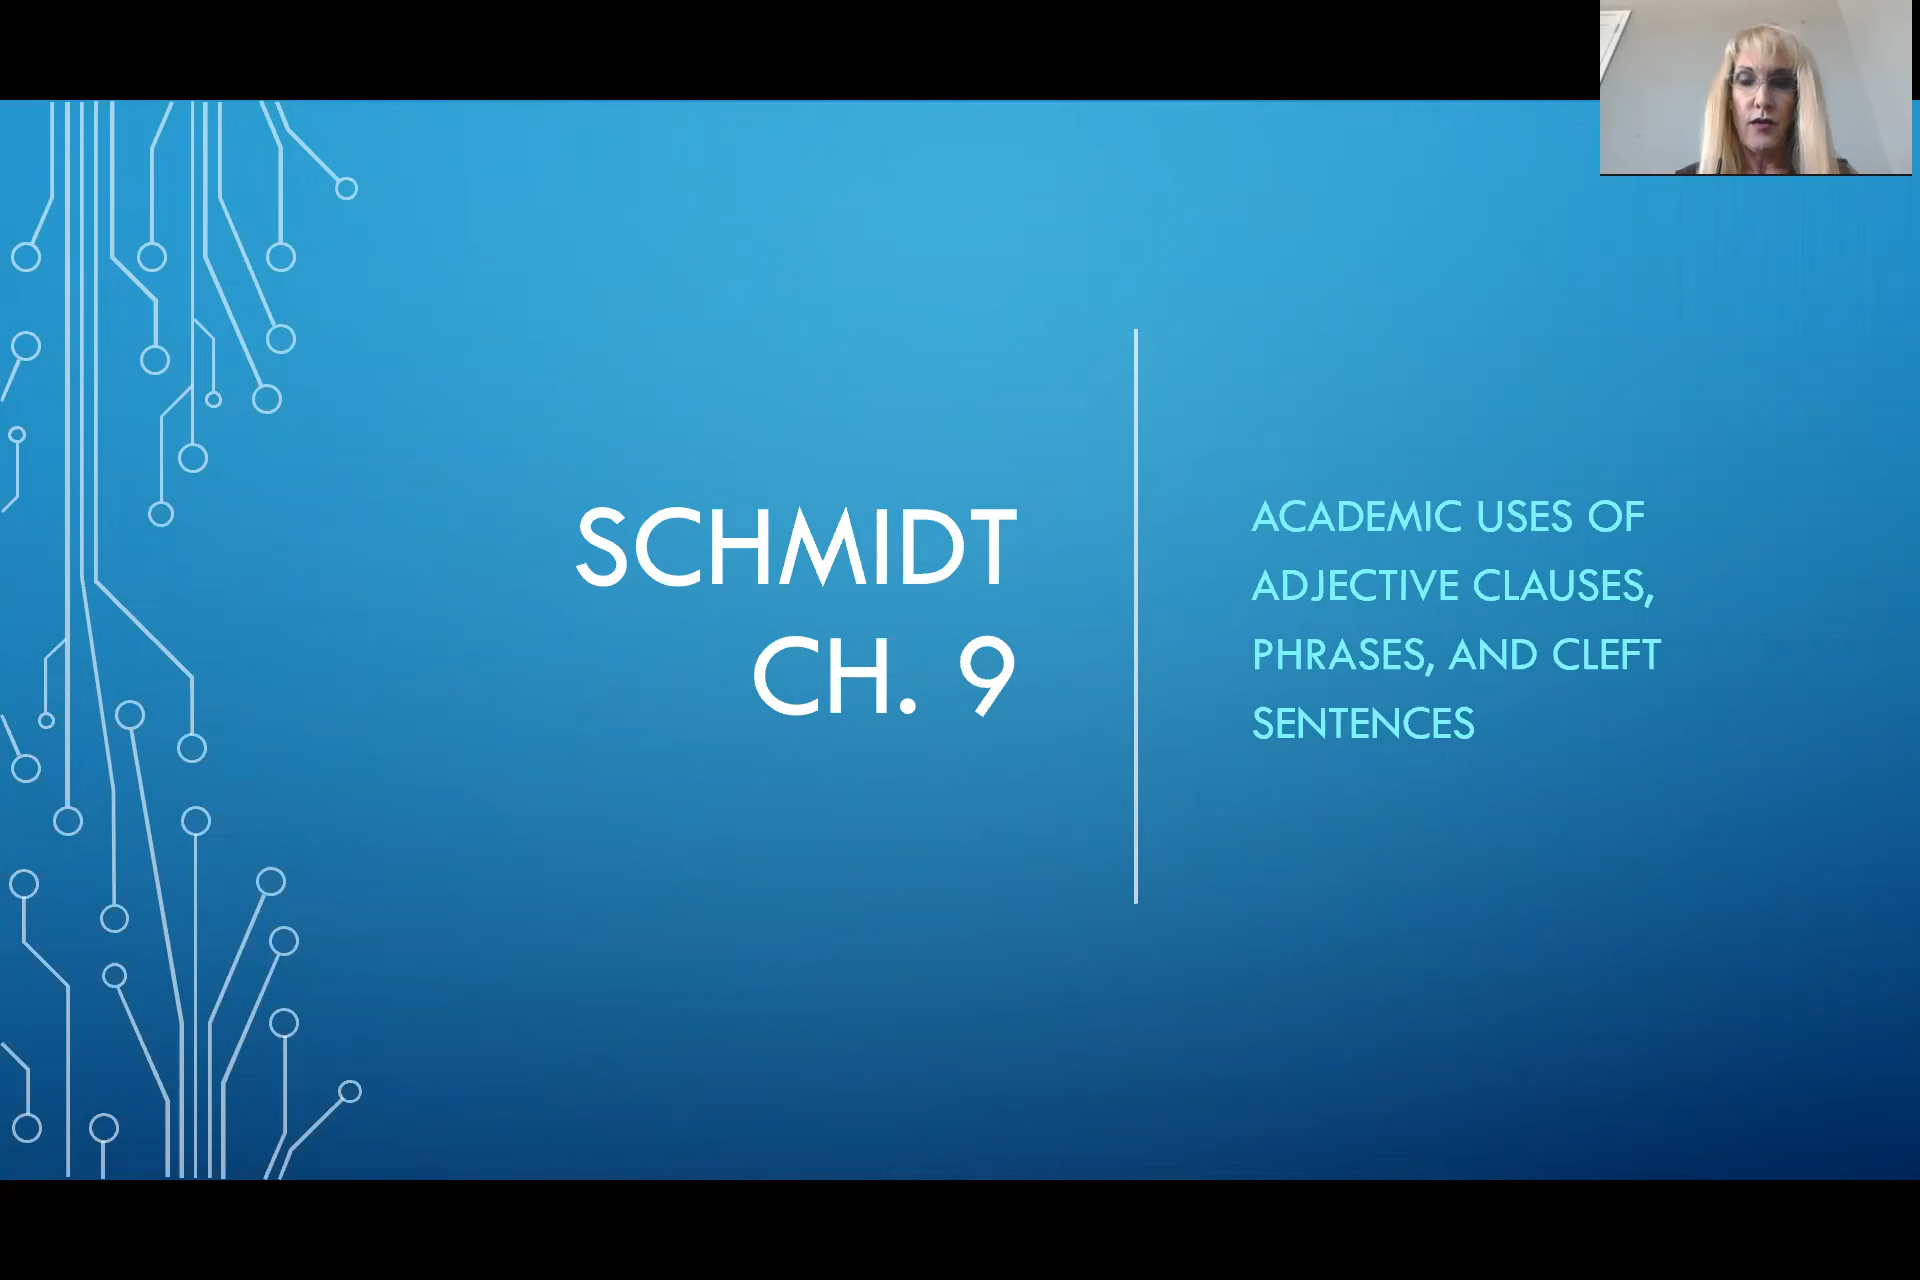 SCHMIDT
CH. 9
ACADEMIC USES OF
ADJECTIVE CLAUSES,
PHRASES, AND CLEFT
SENTENCES